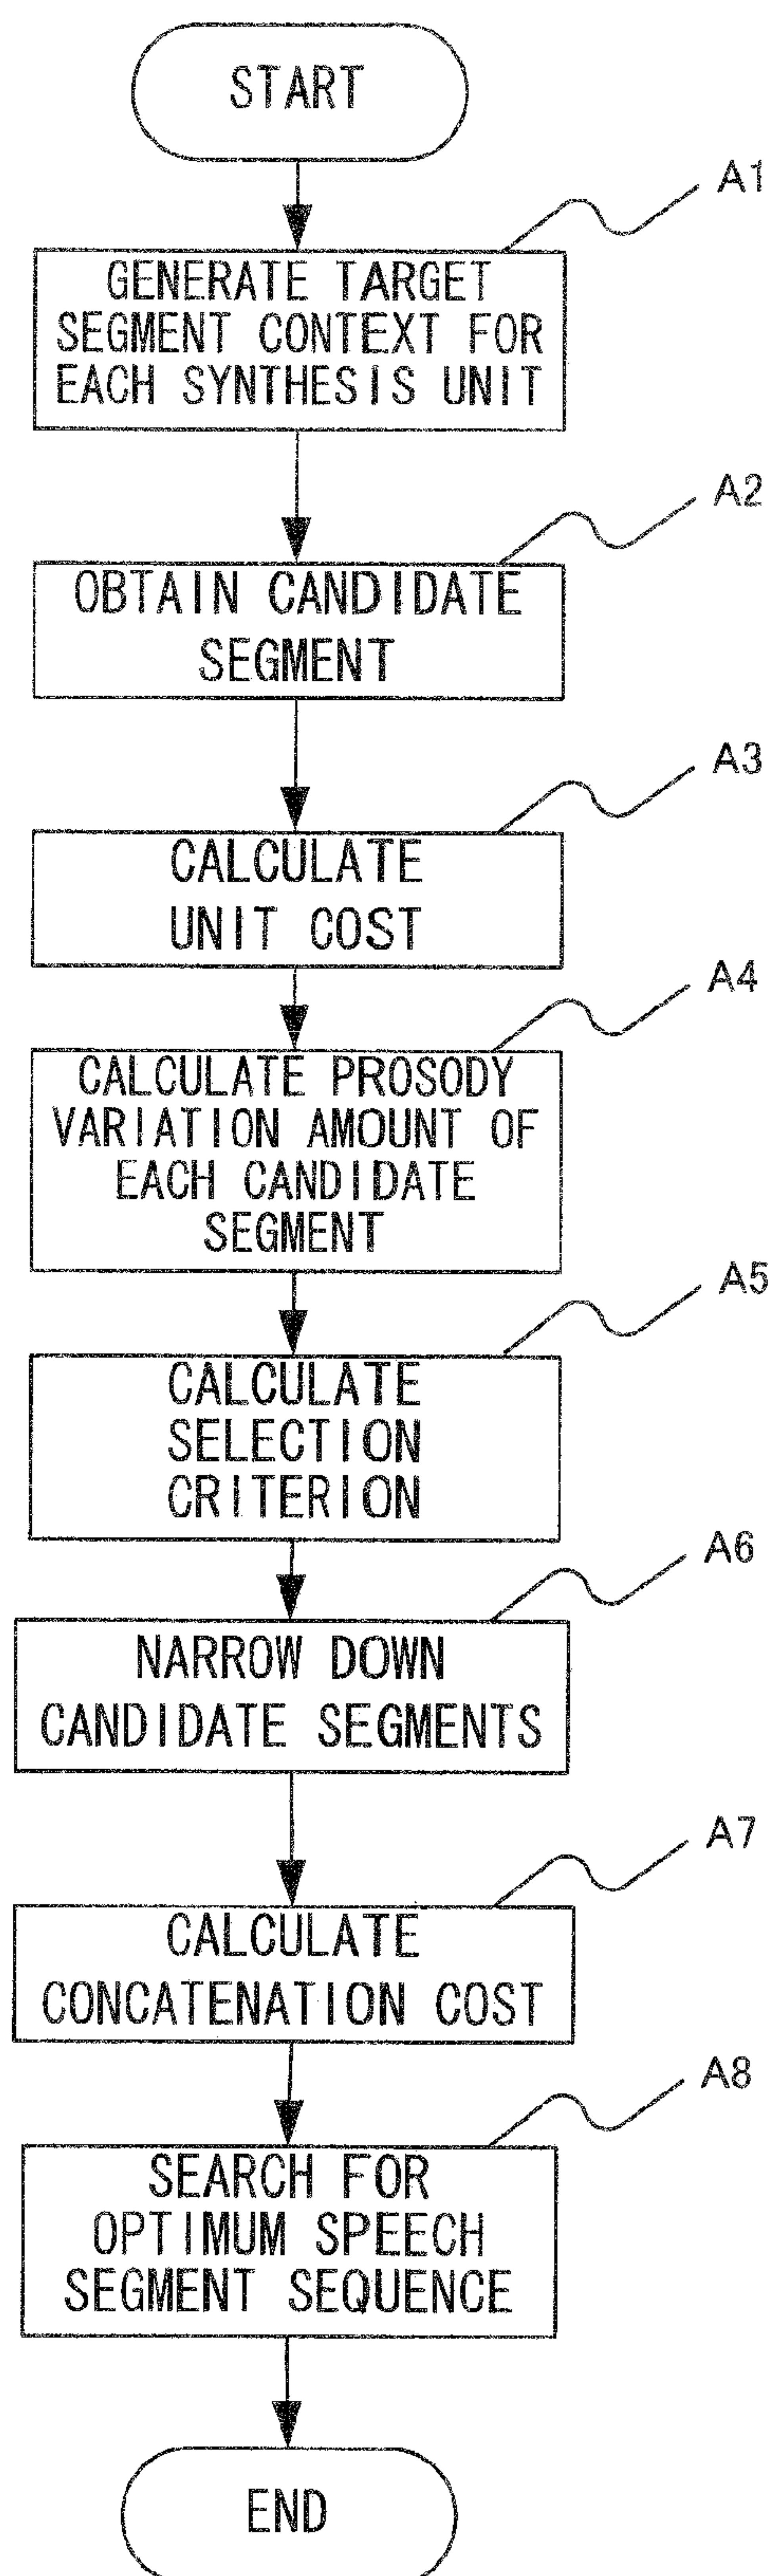 START
A1
GENERATE TARGET
SEGMENT CONTEXT FOR
EACH SYNTHESIS UNIT
A2
OBTAIN CANDIDATE
SEGMENT
A3
CALCULATE
UNIT COST
A4
CALCULATE PROSODY
VARIATION AMOUNT OF
EACH CANDIDATE
SEGMENT
A5
CALCULATE
SELECTION
CRITERION
A6
NARROW DOWN
CANDIDATE SEGMENTS
A7
CALCULATE
CONCATENATION COST
A8
SEARCH FOR
OPTIMUM SPEECH
SEGMENT SEQUENCE
END